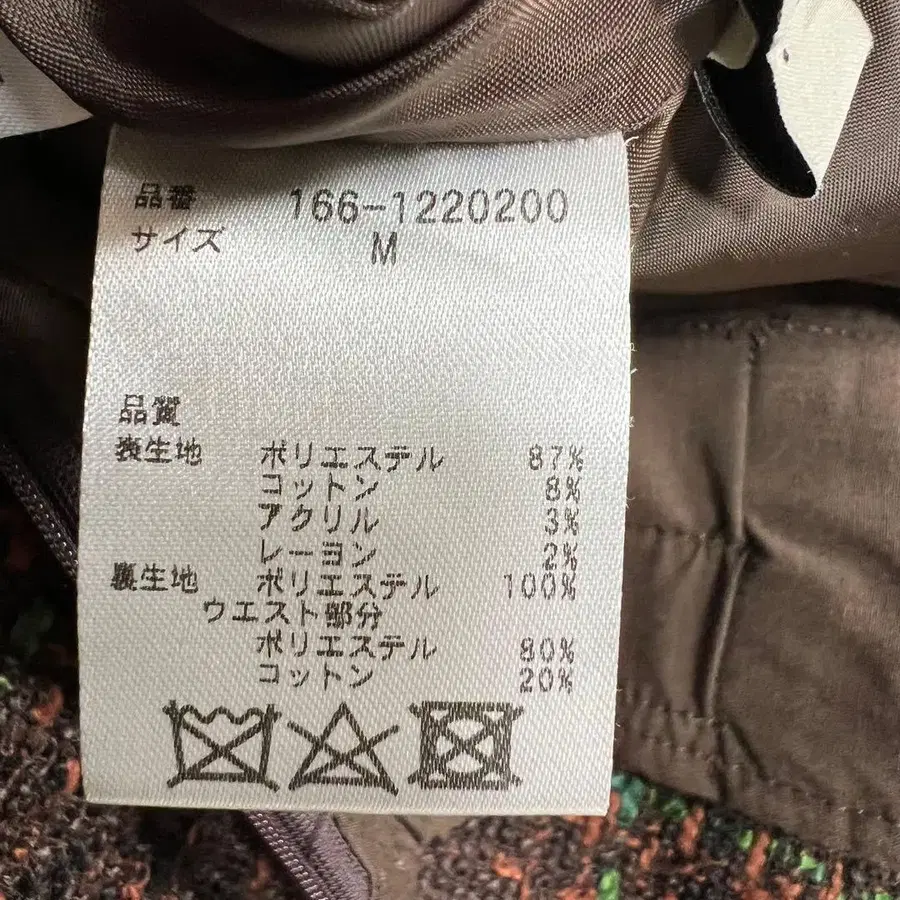 品番 166-1220200
サイズ M
品質
表生地 ポリエステル 87%
コットン 8%
アクリル 3%
レーヨン 2%
裏生地 ポリエステル 100%
ウエスト部分
ポリエステル 80%
コットン 20%